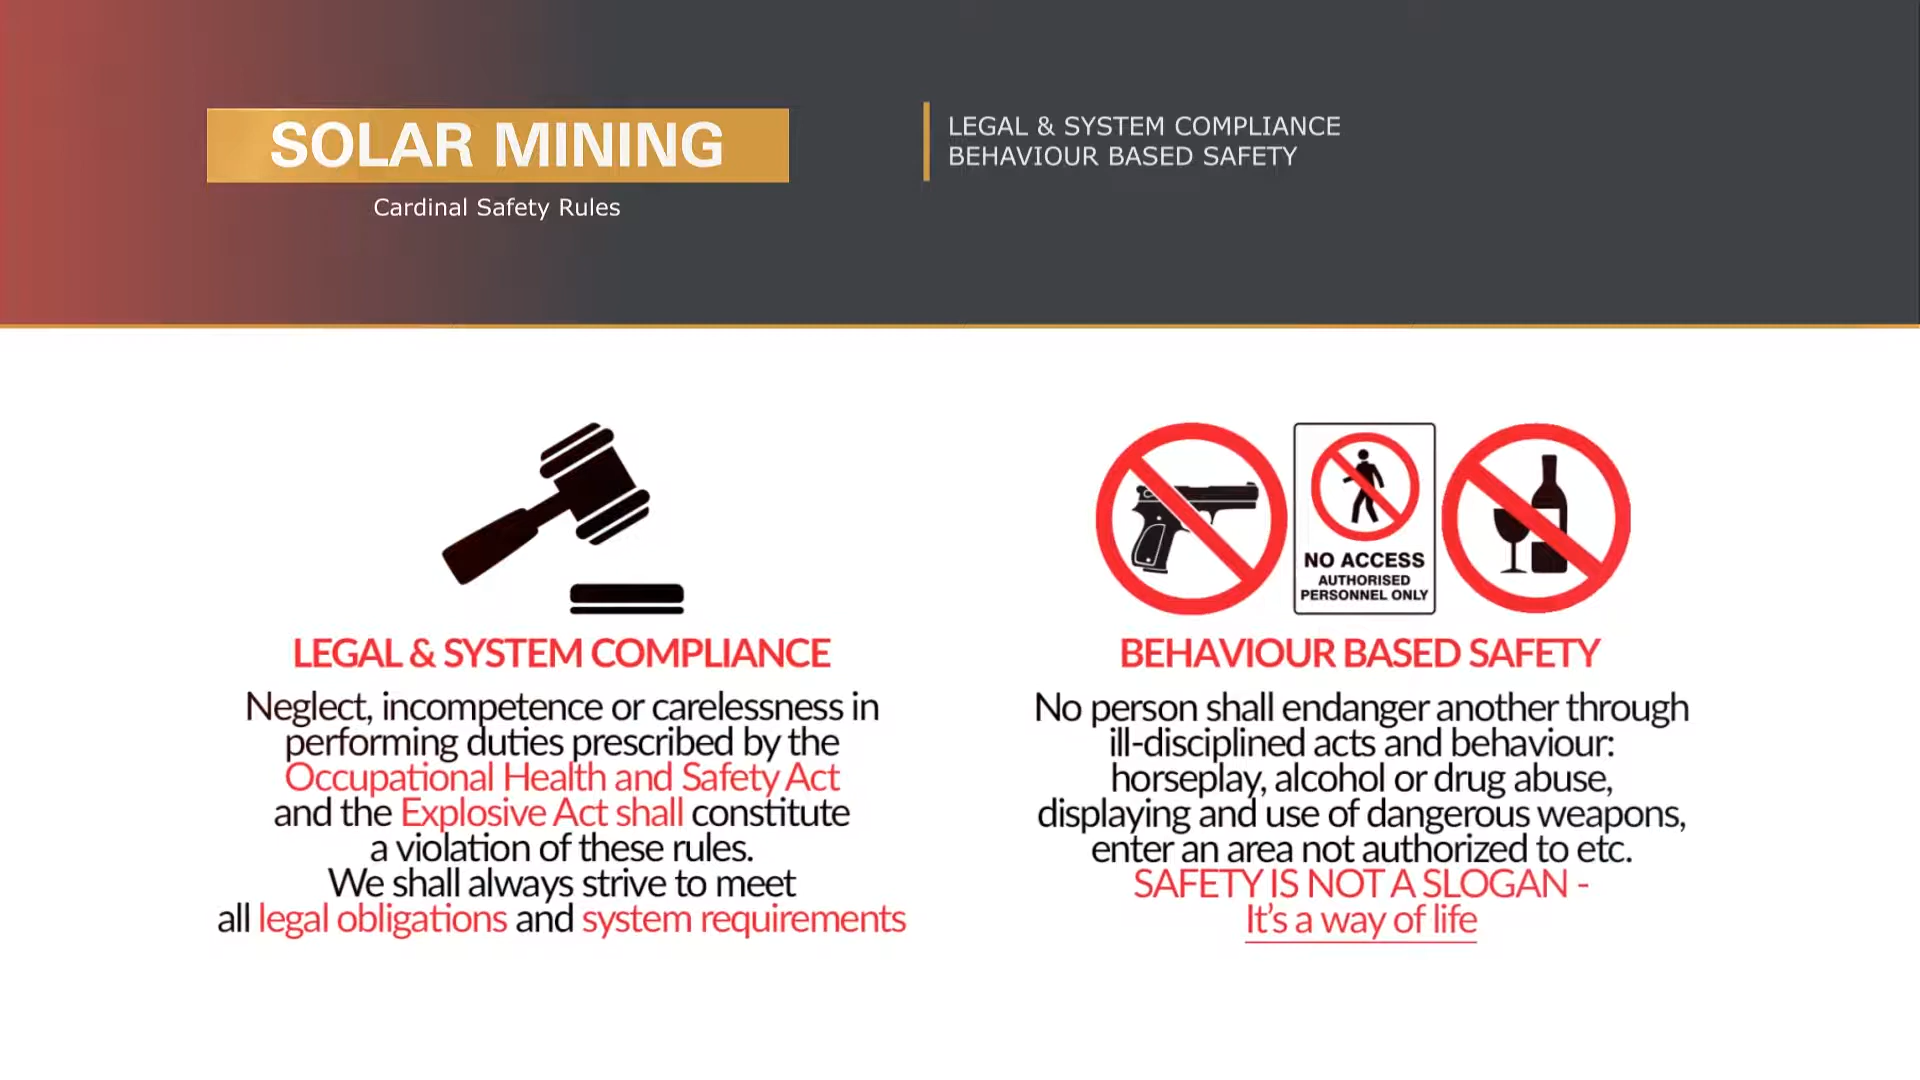 SOLAR MINING
Cardinal Safety Rules
LEGAL & SYSTEM COMPLIANCE
BEHAVIOUR BASED SAFETY
LEGAL & SYSTEM COMPLIANCE
Neglect, incompetence or carelessness in
performing duties prescribed by the
Occupational Health and Safety Act
and the Explosive Act shall constitute
a violation of these rules.
We shall always strive to meet
all legal obligations and system requirements
NO ACCESS
AUTHORISED
PERSONNEL ONLY
BEHAVIOUR BASED SAFETY
No person shall endanger another through
ill-disciplined acts and behaviour:
horseplay, alcohol or drug abuse,
displaying and use of dangerous weapons,
enter an area not authorized to etc.
SAFETY IS NOT A SLOGAN -
It's a way of life